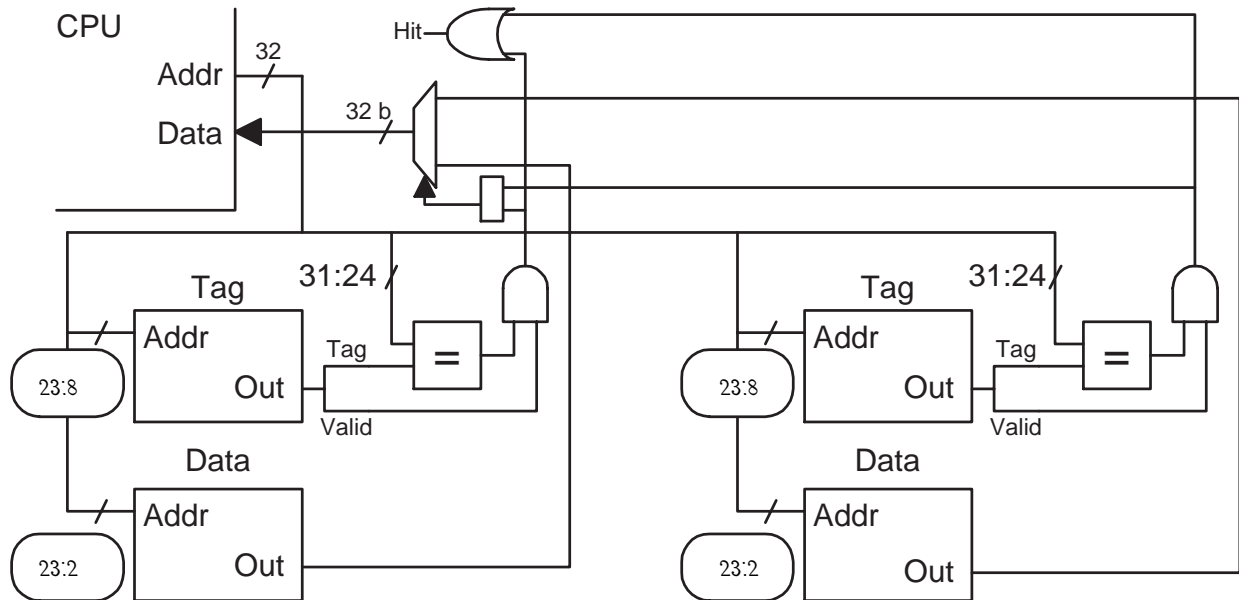 CPU
Hit
32
Addr
32 b
Data
31:24
31:24
Tag
Tag
Addr
Addr
Tag
=
Tag
=
23:8
Out
23:8
Out
Valid
Valid
Data
Data
Addr
Addr
23:2
Out
23:2
Out